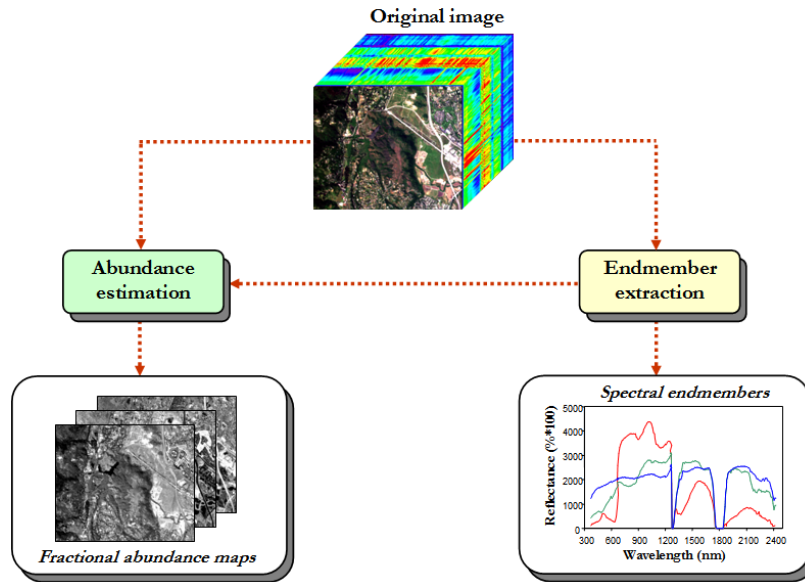 Original image
Abundance
estimation
Endmember
extraction
Fractional abundance maps
Spectral endmembers
Reflectance (%*100)
5000
4000
3000
2000
1000
0
300 600 900 1200 1500 1800 2100 2400
Wavelength (nm)